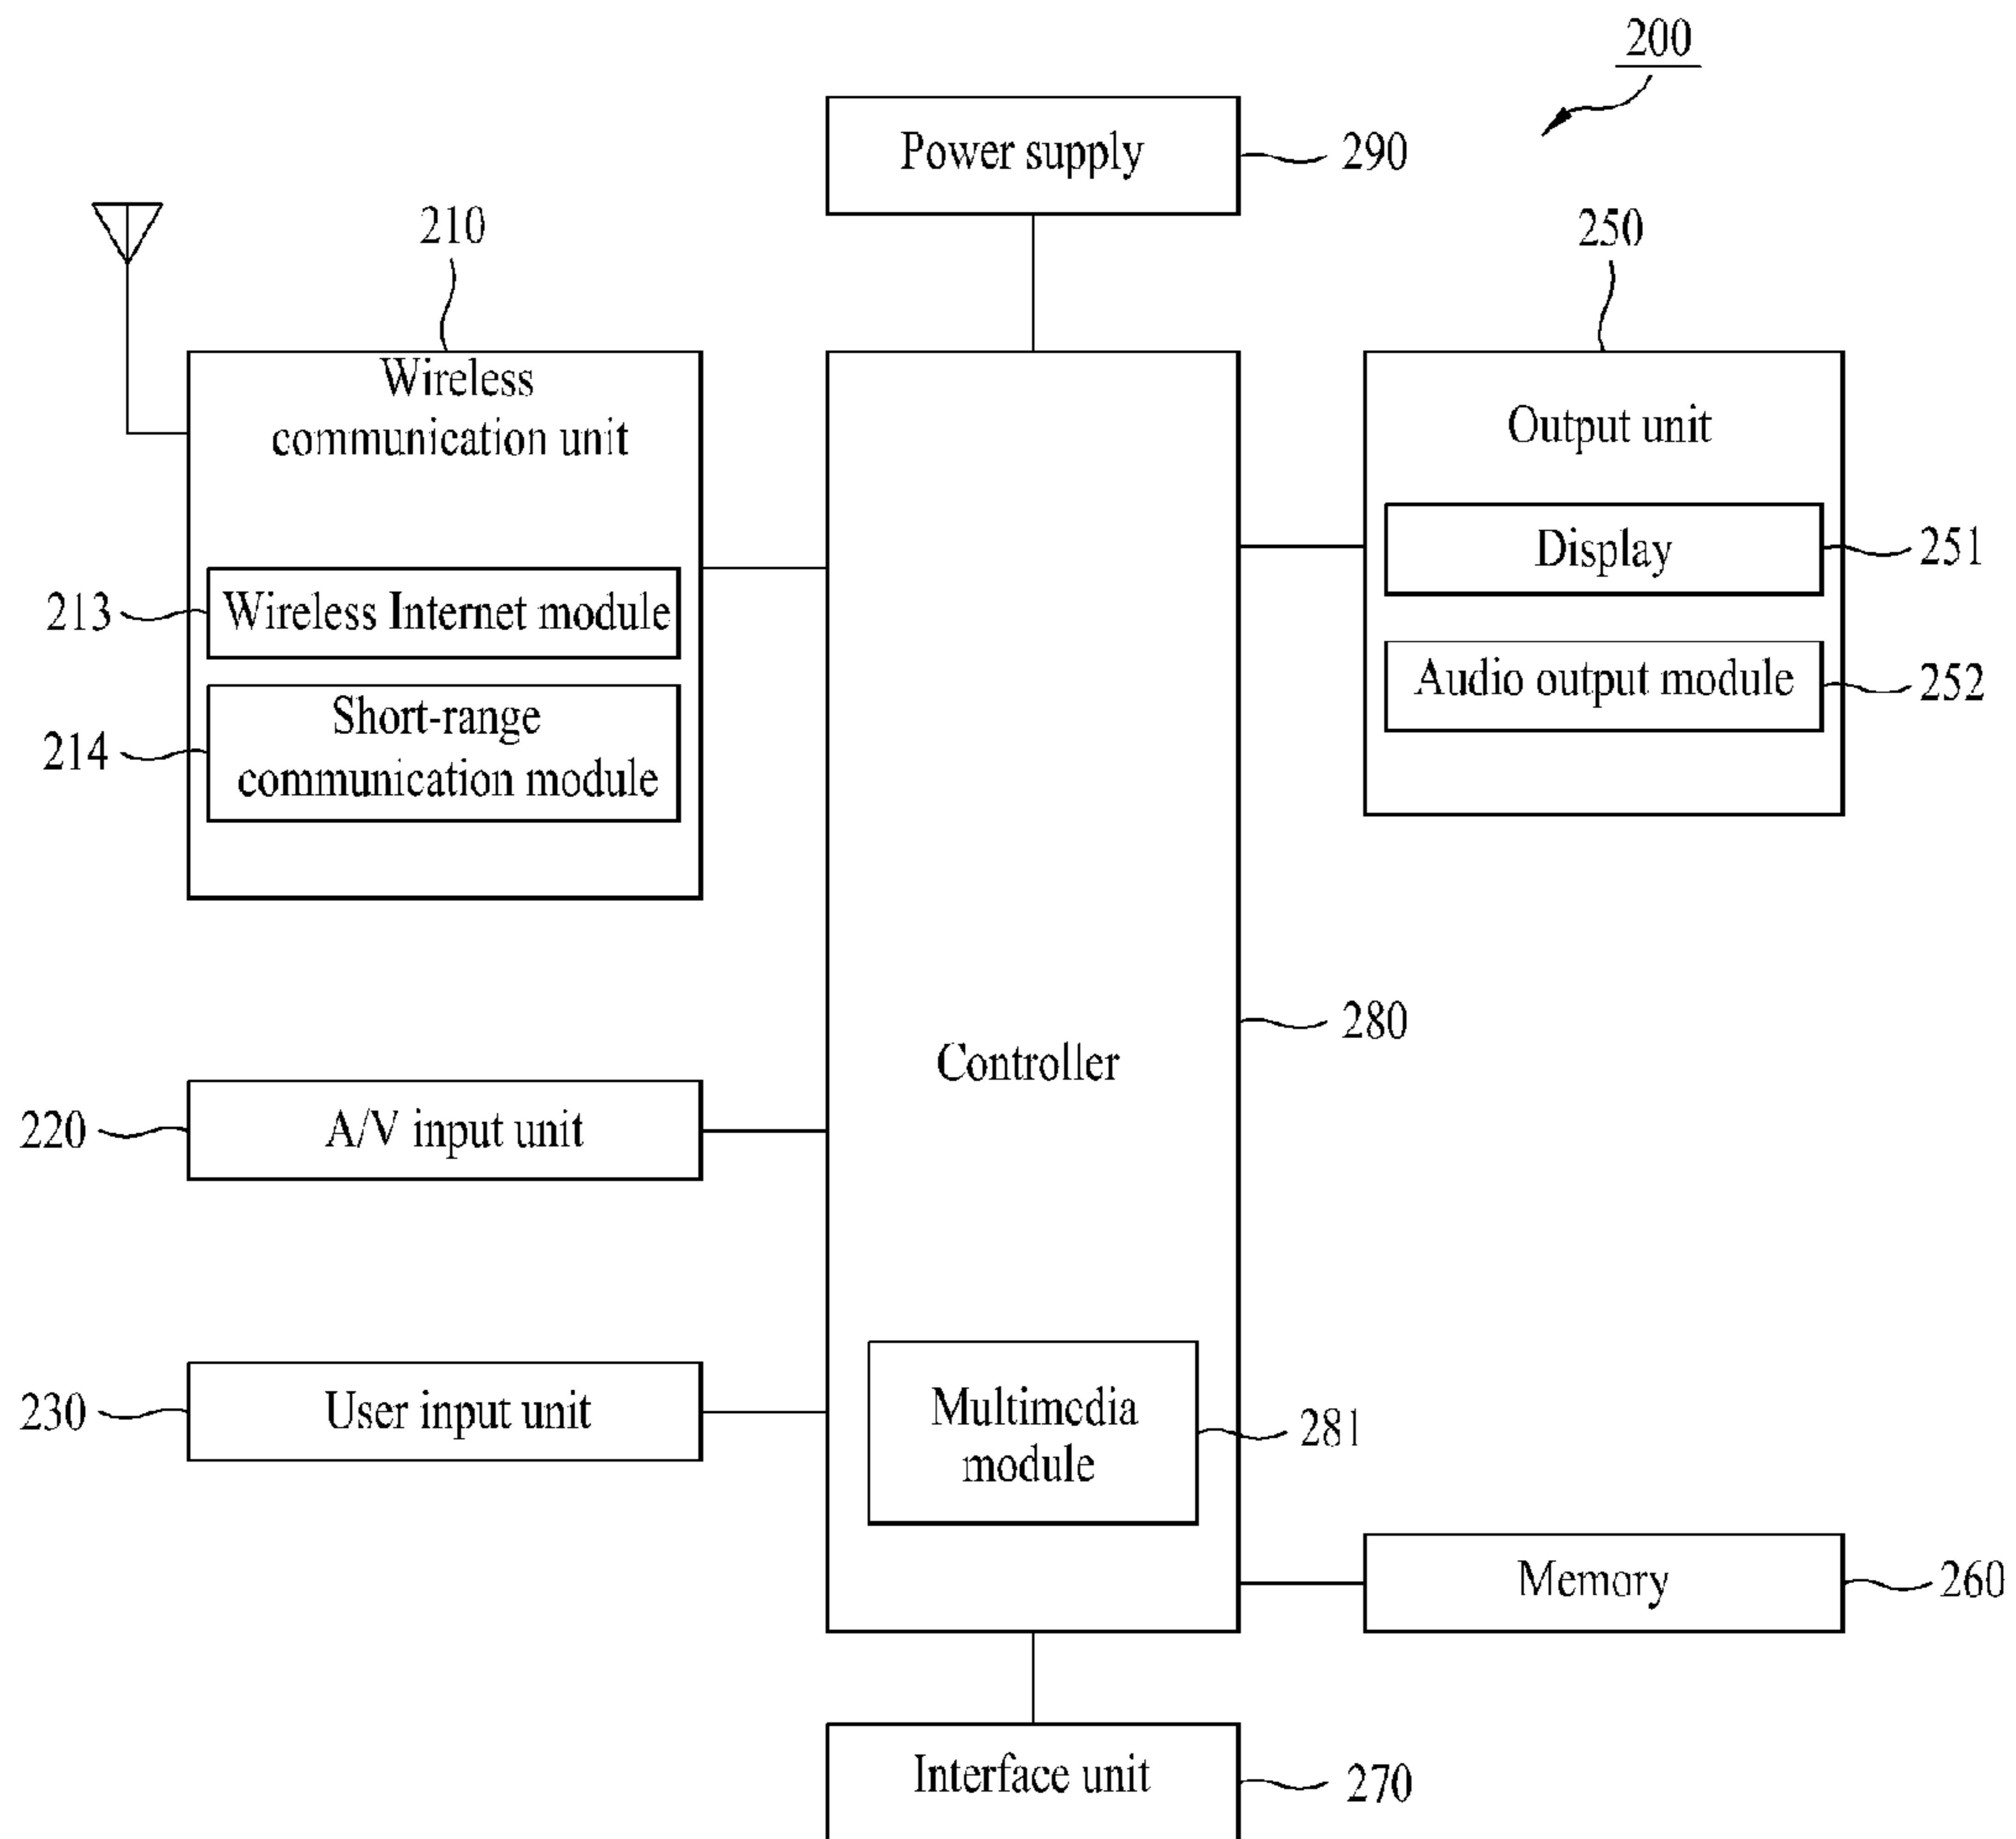 200
Power supply
290
210
250
Wireless
communication unit
Output unit
Display
251
213
Wireless Internet module
Audio output module
252
214
Short-range
communication module
280
Controller
220
A/V input unit
230
User input unit
Multimedia
module
281
Memory
260
Interface unit
270